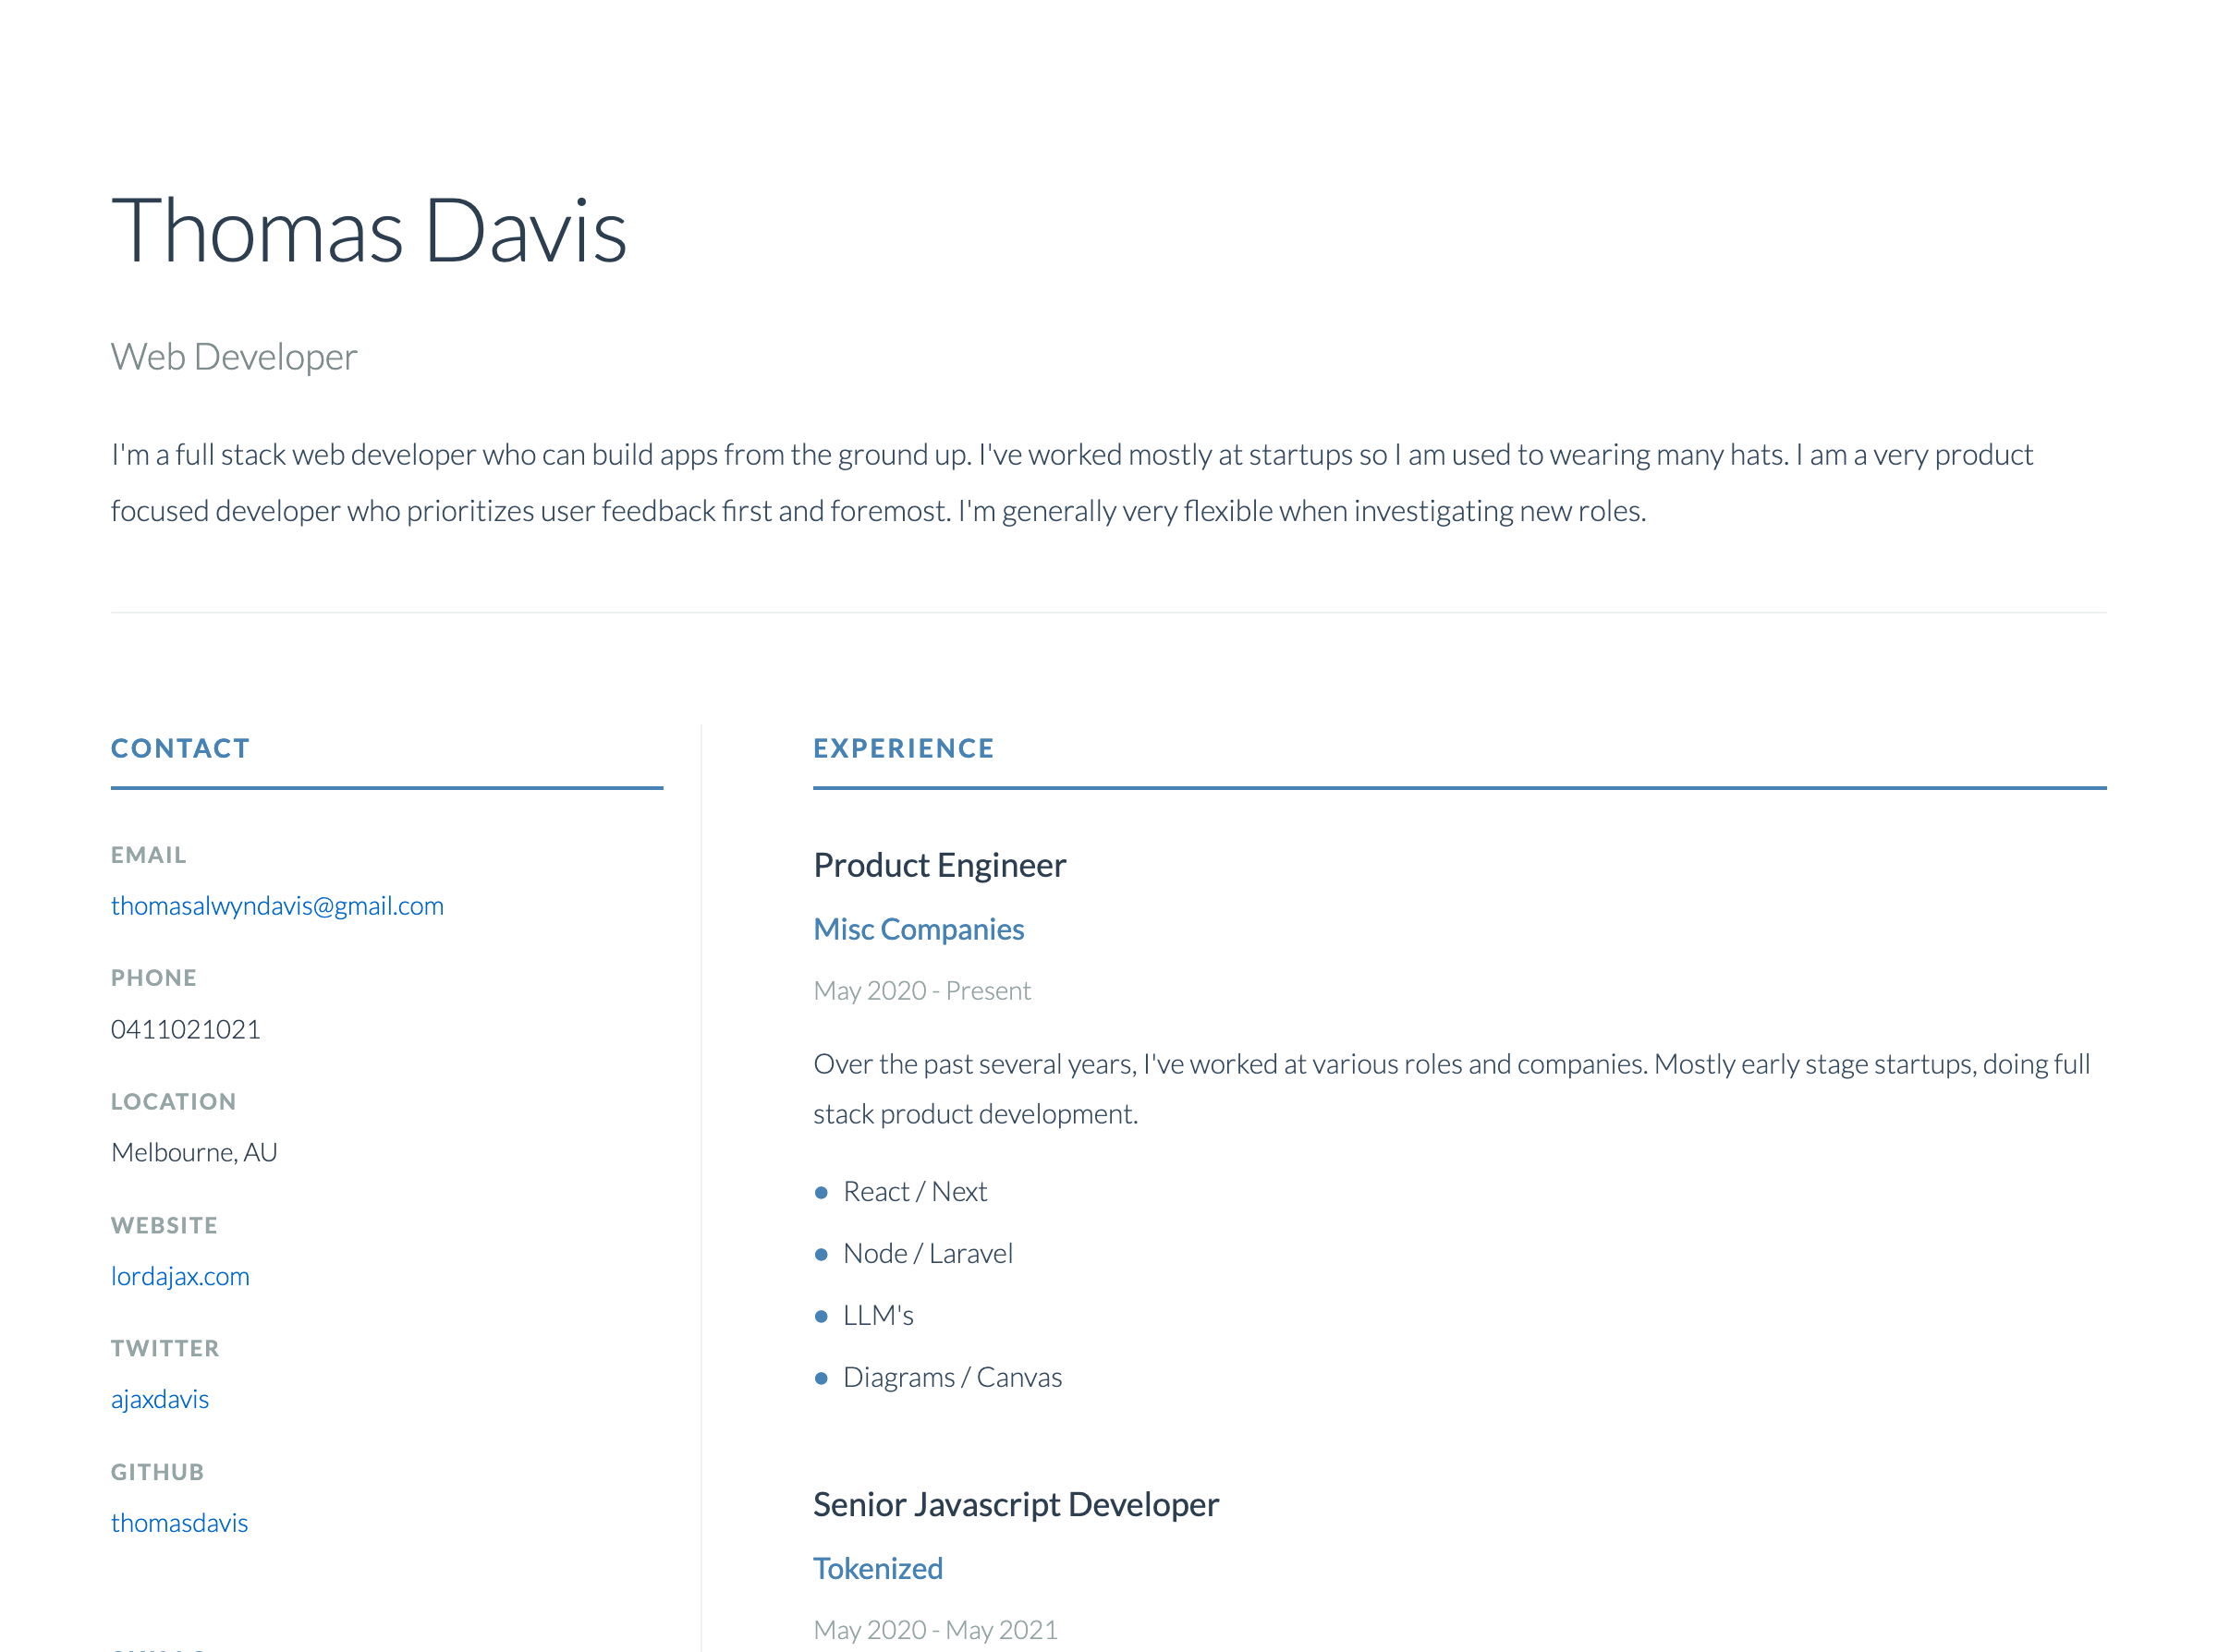 Thomas Davis
Web Developer
I'm a full stack web developer who can build apps from the ground up. I've worked mostly at startups so I am used to wearing many hats. I am a very product
focused developer who prioritizes user feedback first and foremost. I'm generally very flexible when investigating new roles.
CONTACT
EMAIL
thomasalwyndavis@gmail.com
PHONE
0411021021
LOCATION
Melbourne, AU
WEBSITE
lordajax.com
TWITTER
ajaxdavis
GITHUB
thomasdavis
EXPERIENCE
Product Engineer
Misc Companies
May 2020 - Present
Over the past several years, I've worked at various roles and companies. Mostly early stage startups, doing full
stack product development.
React / Next
Node / Laravel
LLM's
Diagrams / Canvas
Senior Javascript Developer
Tokenized
May 2020 - May 2021